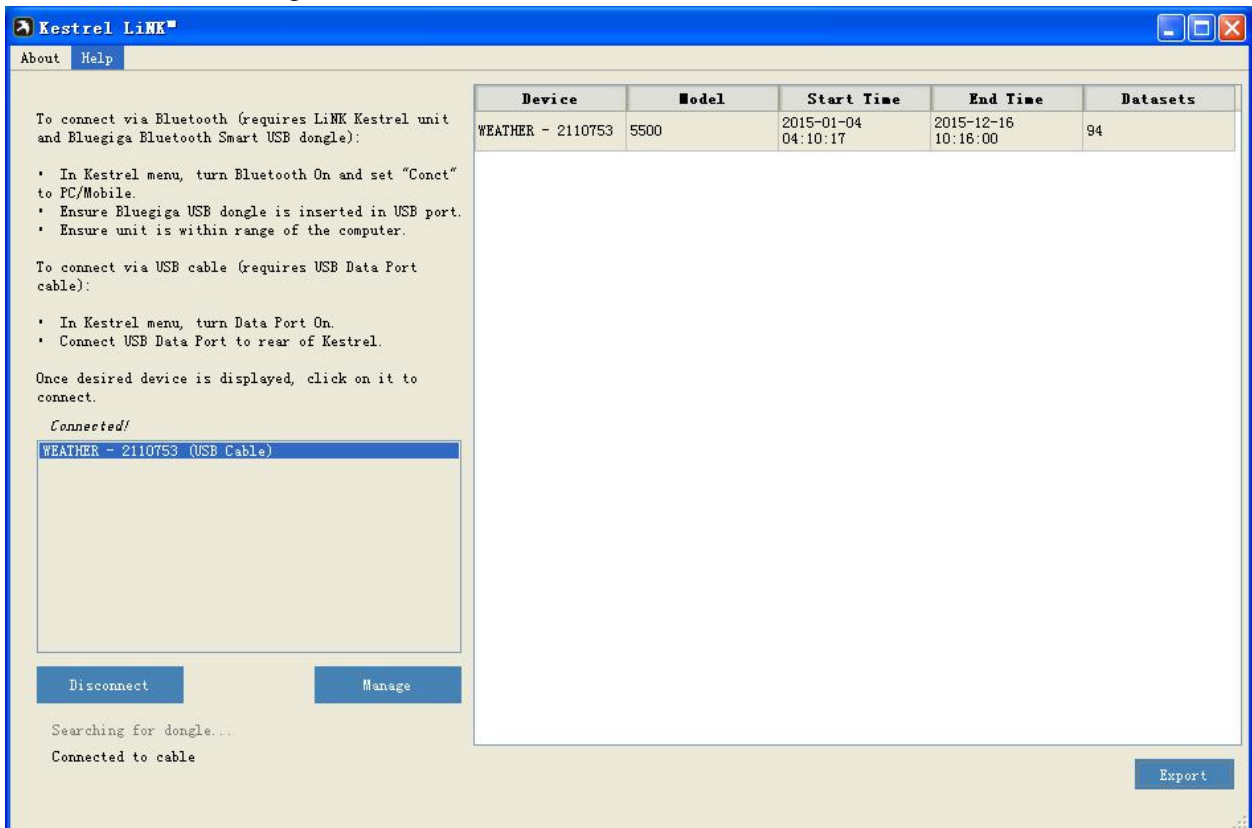 Kestrel LiNK™
About Help
To connect via Bluetooth (requires LiNK Kestrel unit
and Bluegiga Bluetooth Smart USB dongle):
· In Kestrel menu, turn Bluetooth On and set "Conct"
to PC/Mobile.
· Ensure Bluegiga USB dongle is inserted in USB port.
· Ensure unit is within range of the computer.
To connect via USB cable (requires USB Data Port
cable):
· In Kestrel menu, turn Data Port On.
· Connect USB Data Port to rear of Kestrel.
Once desired device is displayed, click on it to
connect.
Connected!
WEATHER - 2110753 (USB Cable)
Disconnect Manage
Searching for dongle...
Connected to cable
Device Model Start Time End Time Datasets
WEATHER - 2110753 5500 2015-01-04 2015-12-16 94
04:10:17 10:16:00
Export